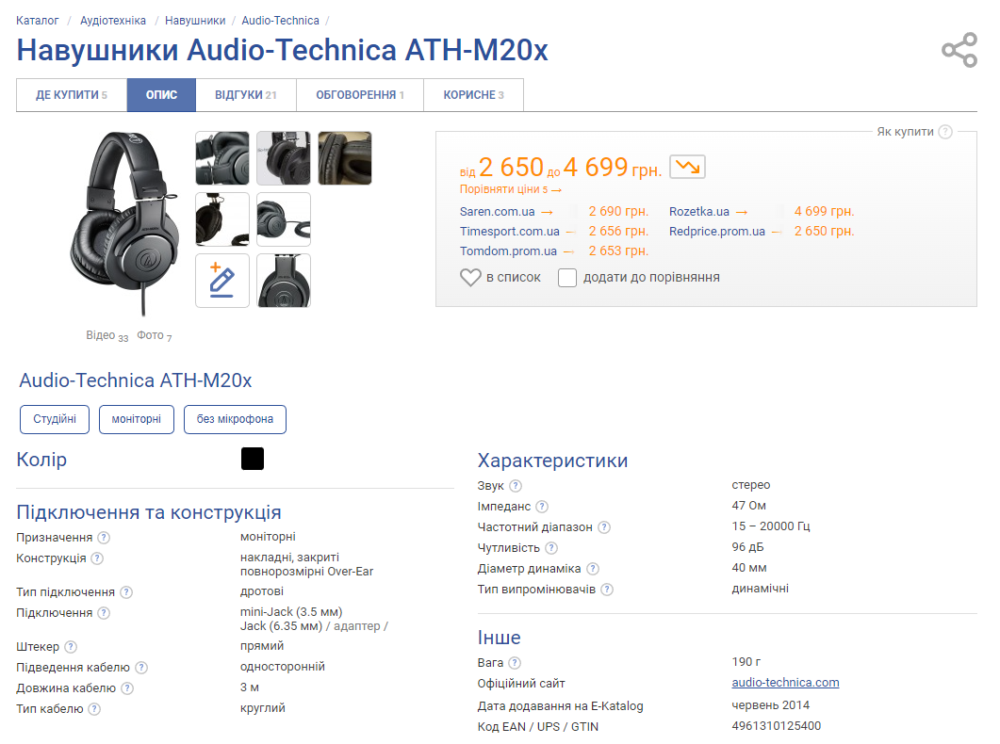 Каталог / Аудіотехніка / Навушники / Audio-Technica /
Навушники Audio-Technica ATH-M20x
ДЕ КУПИТИ 5 ОПИС ВІДГУКИ 21 ОБГОВОРЕННЯ 1 КОРИСНЕ 3
Як купити ?
від 2 650 до 4 699 грн.
Порівняти ціни 5 →
Saren.com.ua → 2 690 грн. Rozetka.ua → 4 699 грн.
Timesport.com.ua → 2 656 грн. Redprice.prom.ua → 2 650 грн.
Tomdom.prom.ua → 2 653 грн.
в список додати до порівняння
Відео 33 Фото 7
Audio-Technica ATH-M20x
Студійні моніторні без мікрофона
Колір
Підключення та конструкція
Призначення ? моніторні
Конструкція ? накладні, закриті
повнорозмірні Over-Ear
Тип підключення ? дротові
Підключення ? mini-Jack (3.5 мм)
Jack (6.35 мм) / адаптер /
Штекер ? прямий
Підведення кабелю ? односторонній
Довжина кабелю ? 3 м
Тип кабелю ? круглий
Характеристики
Звук ? стерео
Імпеданс ? 47 Ом
Частотний діапазон ? 15 – 20000 Гц
Чутливість ? 96 дБ
Діаметр динаміка ? 40 мм
Тип випромінювачів ? динамічні
Інше
Вага ? 190 г
Офіційний сайт audio-technica.com
Дата додавання на E-Katalog червень 2014
Код EAN / UPS / GTIN 4961310125400